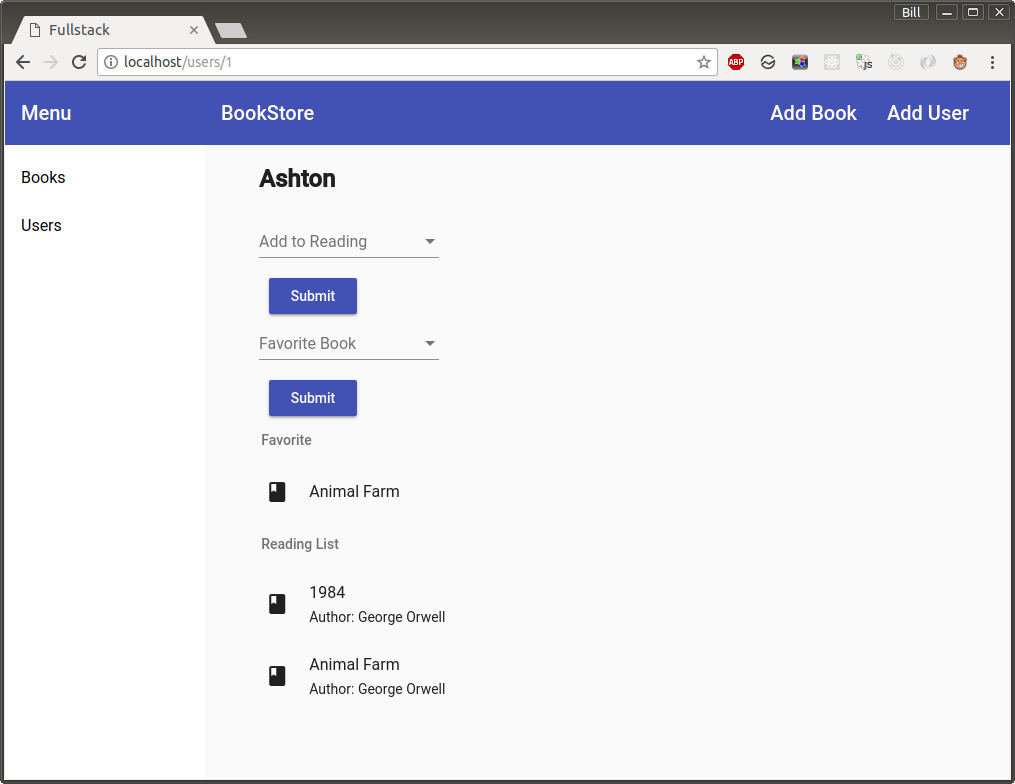 Bill
Fullstack
localhost/users/1
ABP
js
Menu
BookStore
Add Book
Add User
Books
Users
Ashton
Add to Reading
Submit
Favorite Book
Submit
Favorite
Animal Farm
Reading List
1984
Author: George Orwell
Animal Farm
Author: George Orwell